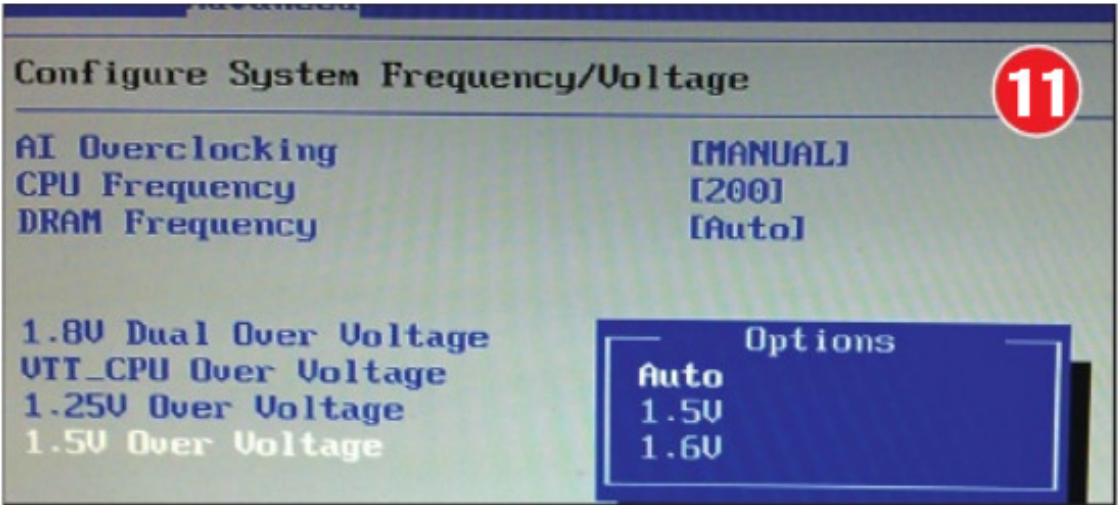 Advanced
Configure System Frequency/Voltage
11
AI Overclocking [MANUAL]
CPU Frequency [200]
DRAM Frequency [Auto]
1.8V Dual Over Voltage
VTT_CPU Over Voltage
1.25V Over Voltage
1.5V Over Voltage
Options
Auto
1.5V
1.6V